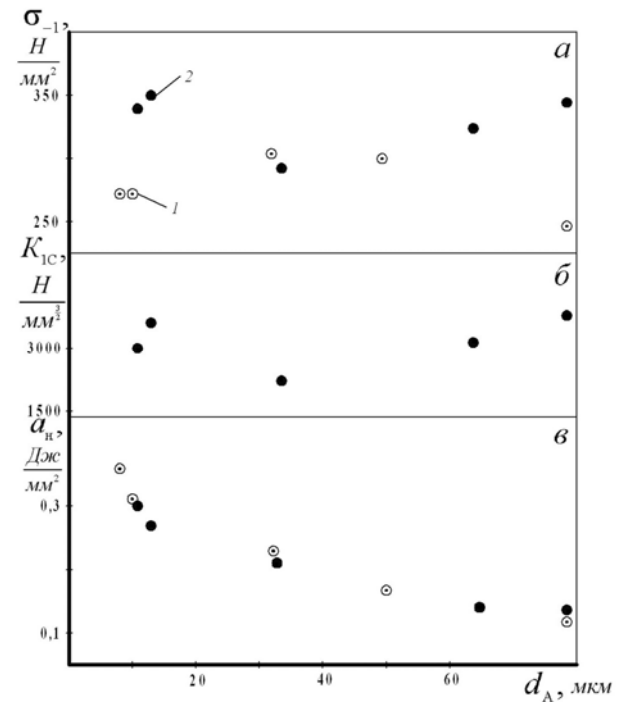 σ₋₁,
Н
мм²
а
2
350
1
250
K₁C,
Н
мм^3/2
б
3000
1500
aн,
Дж
мм²
в
0,3
0,1
20 40 60
dA, мкм